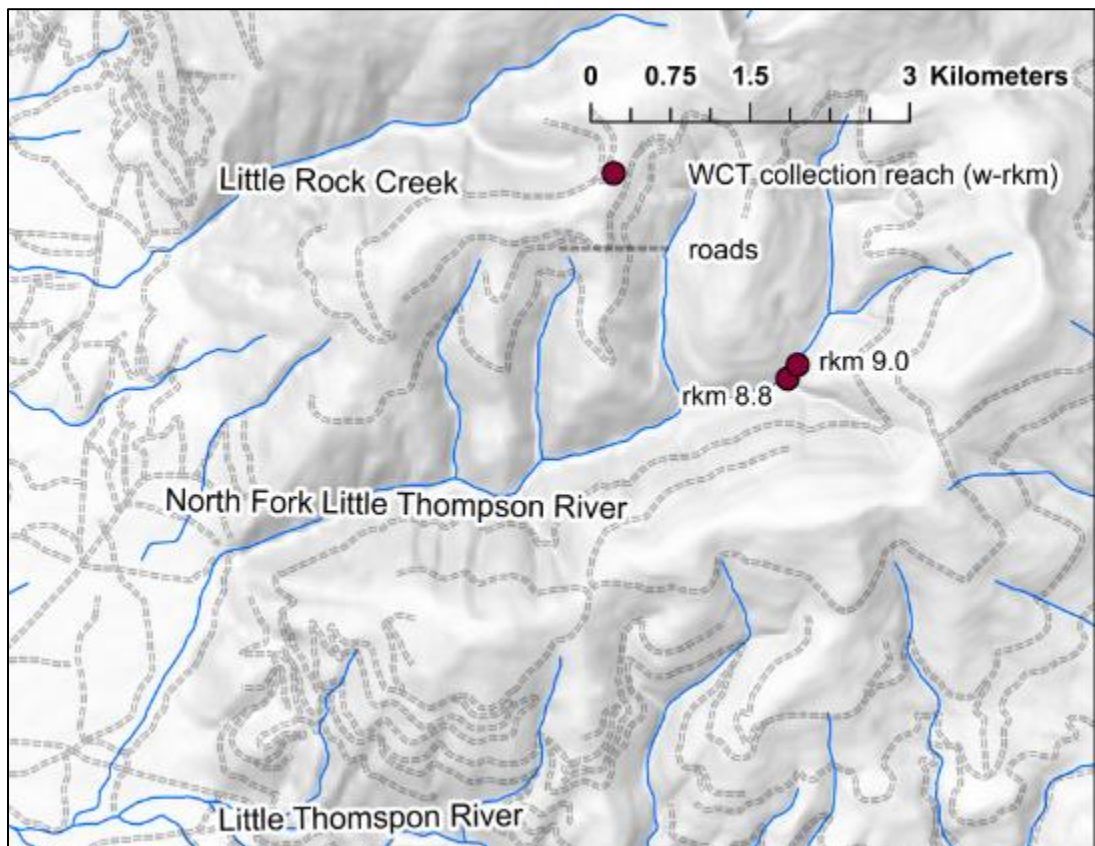 0 0.75 1.5 3 Kilometers
Little Rock Creek
WCT collection reach (w-rkm)
roads
rkm 9.0
rkm 8.8
North Fork Little Thompson River
Little Thomspon River